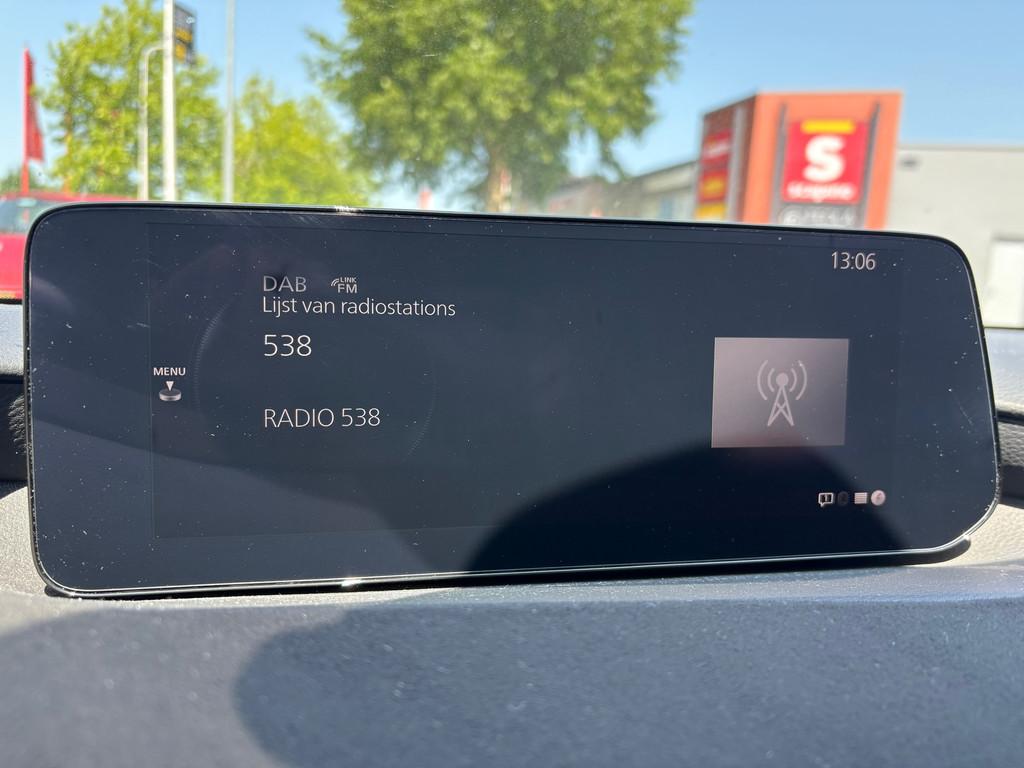 S
13:06
DAB LINK FM
Lijst van radiostations
538
MENU
RADIO 538